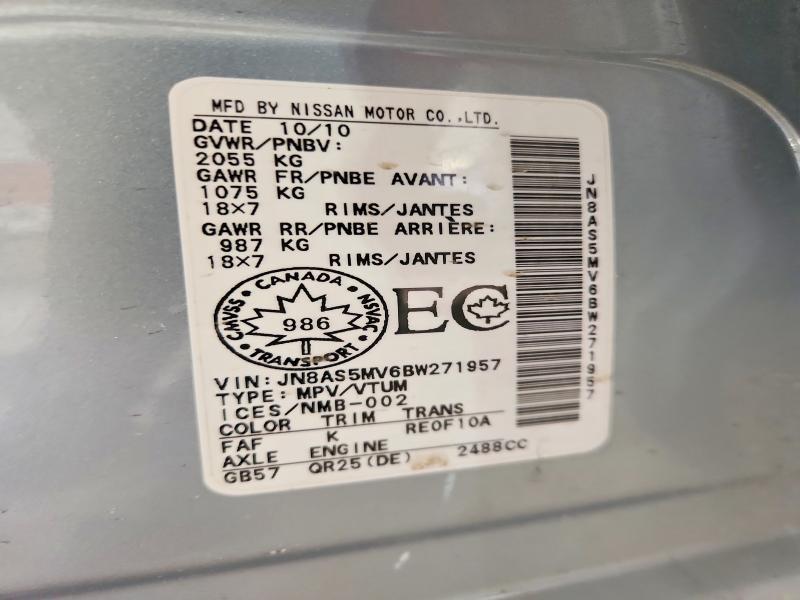 MFD BY NISSAN MOTOR CO.,LTD.
DATE 10/10
GVWR/PNBV:
2055 KG
GAWR FR/PNBE AVANT:
1075 KG
18×7 RIMS/JANTES
GAWR RR/PNBE ARRIÈRE:
987 KG
18×7 RIMS/JANTES
CANADA
CMVSS 986 NSVAC
TRANSPORT
EC
VIN: JN8AS5MV6BW271957
TYPE: MPV/VTUM
ICES/NMB-002
COLOR TRIM TRANS
FAF K RE0F10A
AXLE ENGINE
GB57 QR25(DE) 2488CC
JN8AS5MV6BW271957